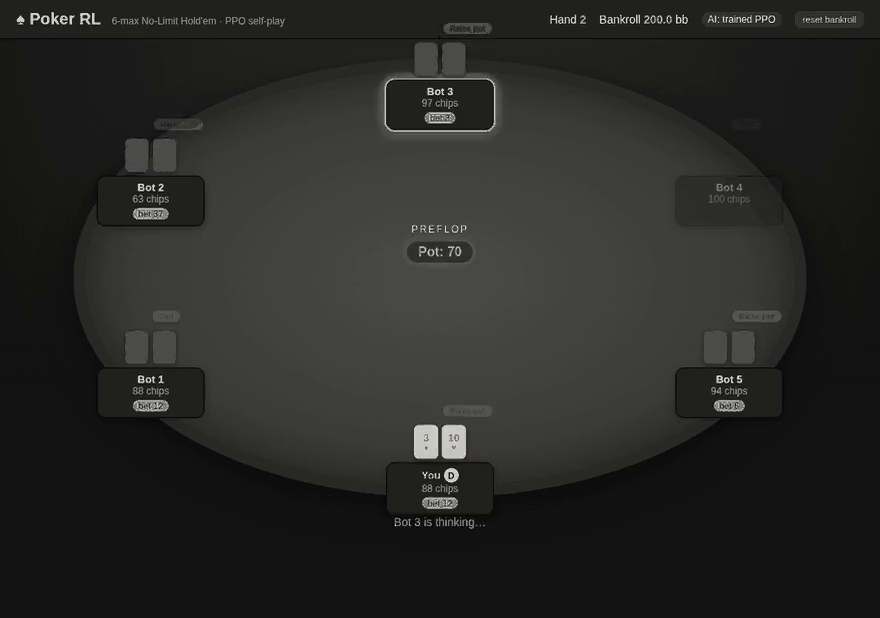 ♠ Poker RL 6-max No-Limit Hold'em · PPO self-play Hand 2 Bankroll 200.0 bb AI: trained PPO reset bankroll
Raise pot
Bot 3
97 chips
bet 3
Bot 2
63 chips
bet 37
Bot 4
100 chips
PREFLOP
Pot: 70
Bot 1
88 chips
bet 12
Raise pot
Bot 5
94 chips
bet 6
3 10
♥
You D
88 chips
bet 12
Bot 3 is thinking...